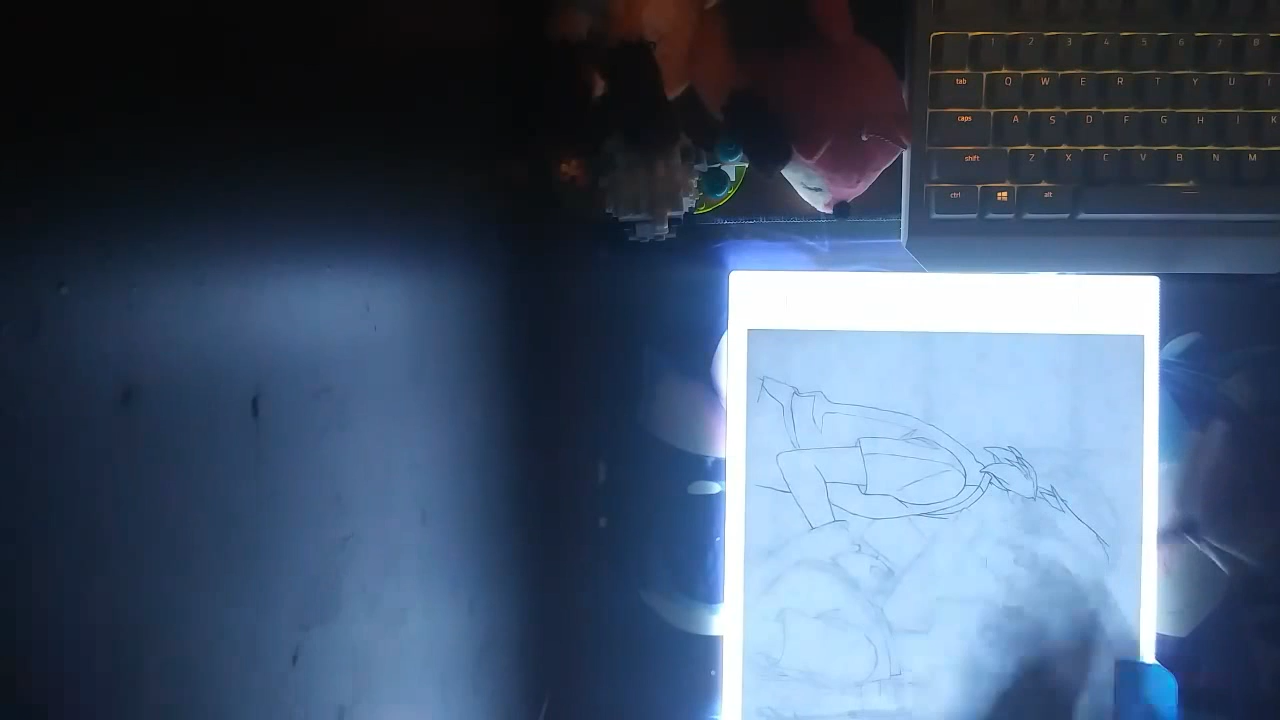 1 2 3 4 5 6 7 8
tab Q W E R T Y U I
caps A S D F G H J K
shift Z X C V B N M
ctrl alt